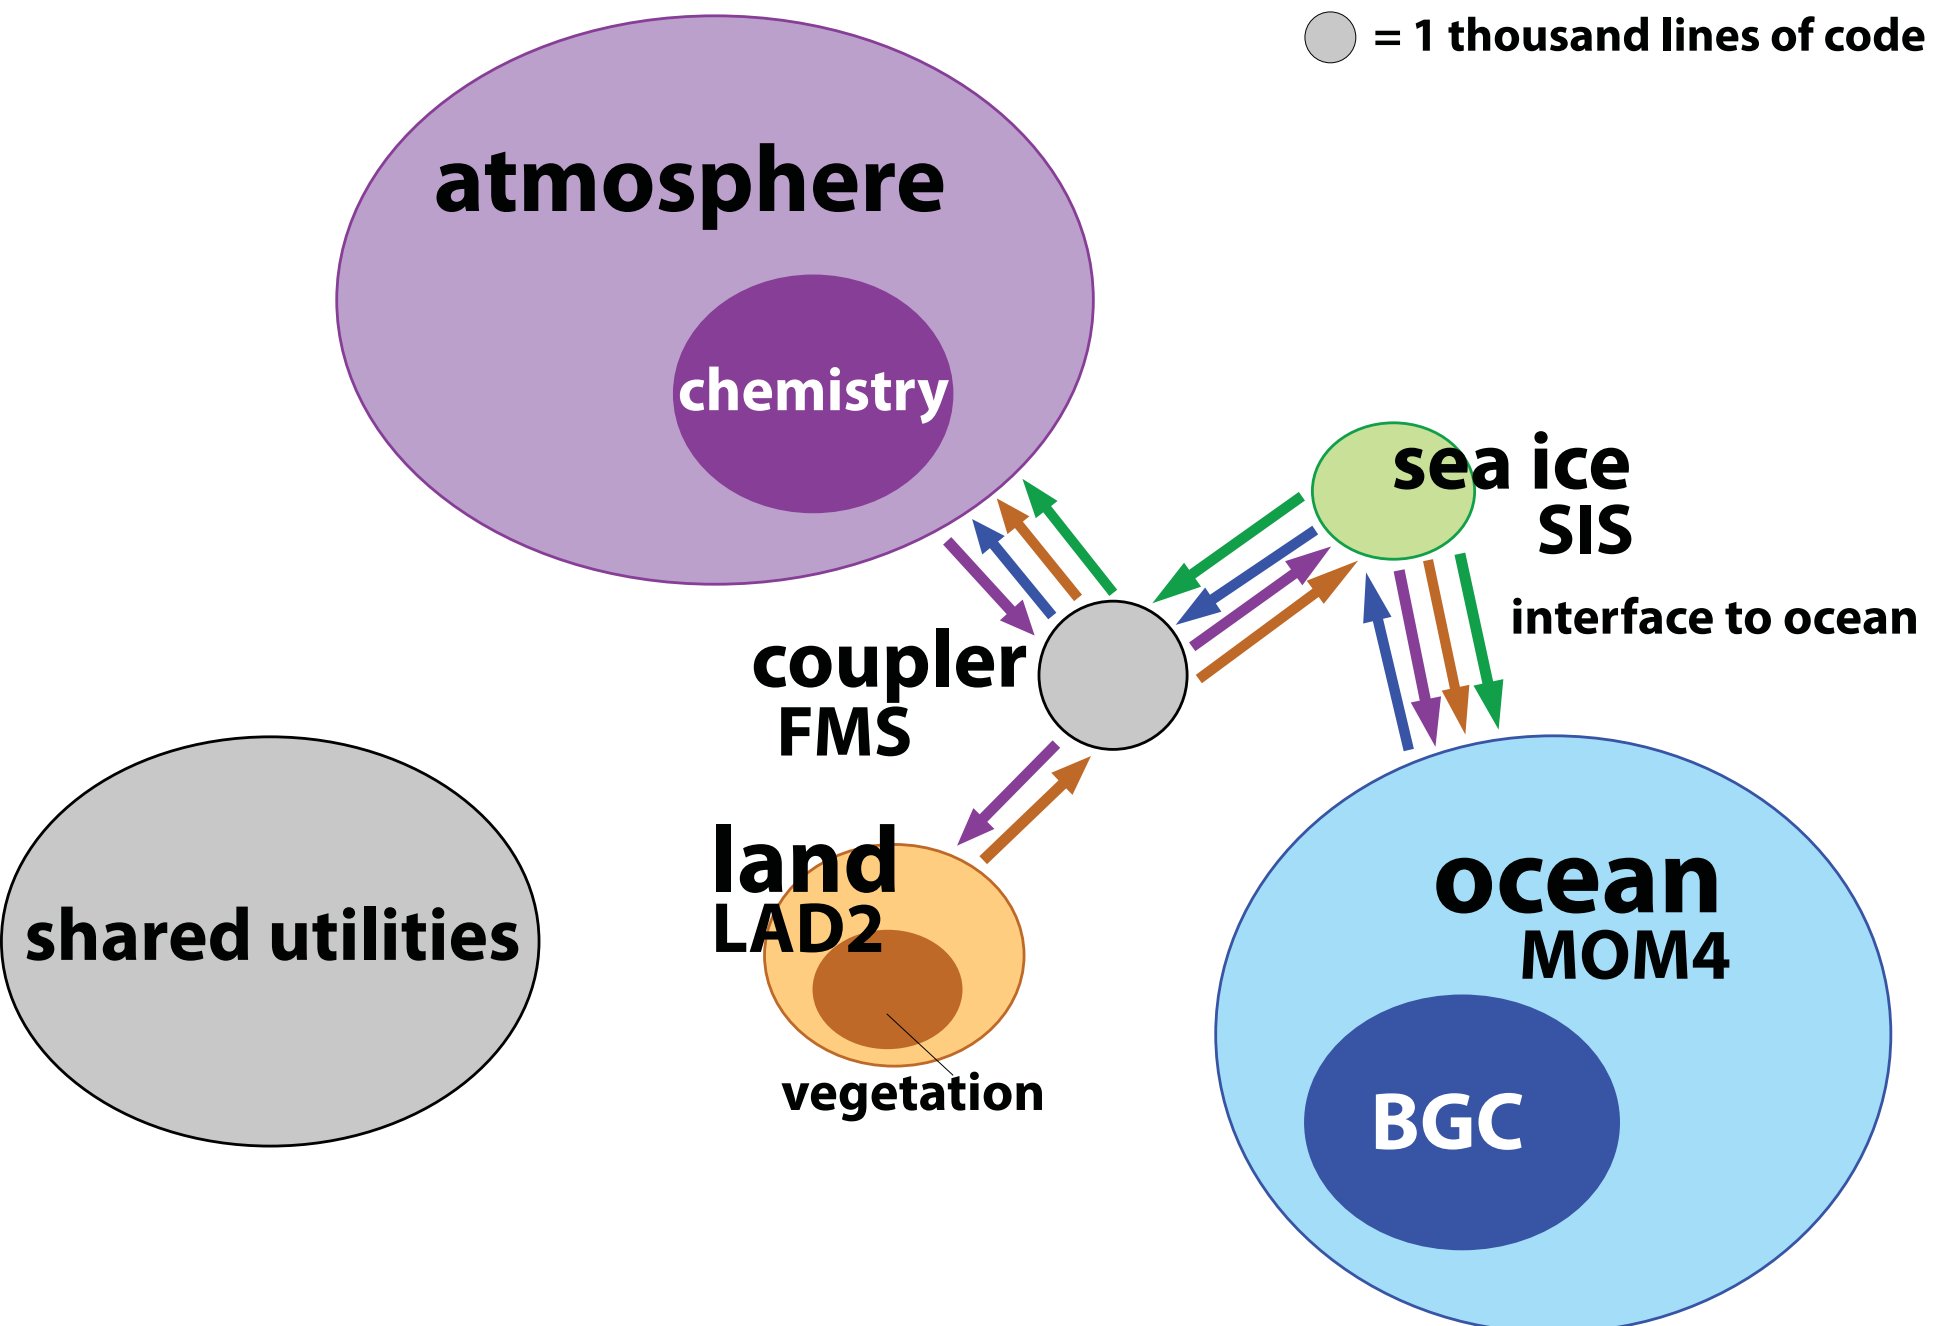 = 1 thousand lines of code
atmosphere
chemistry
sea ice
SIS
interface to ocean
coupler
FMS
land
LAD2
vegetation
shared utilities
ocean
MOM4
BGC